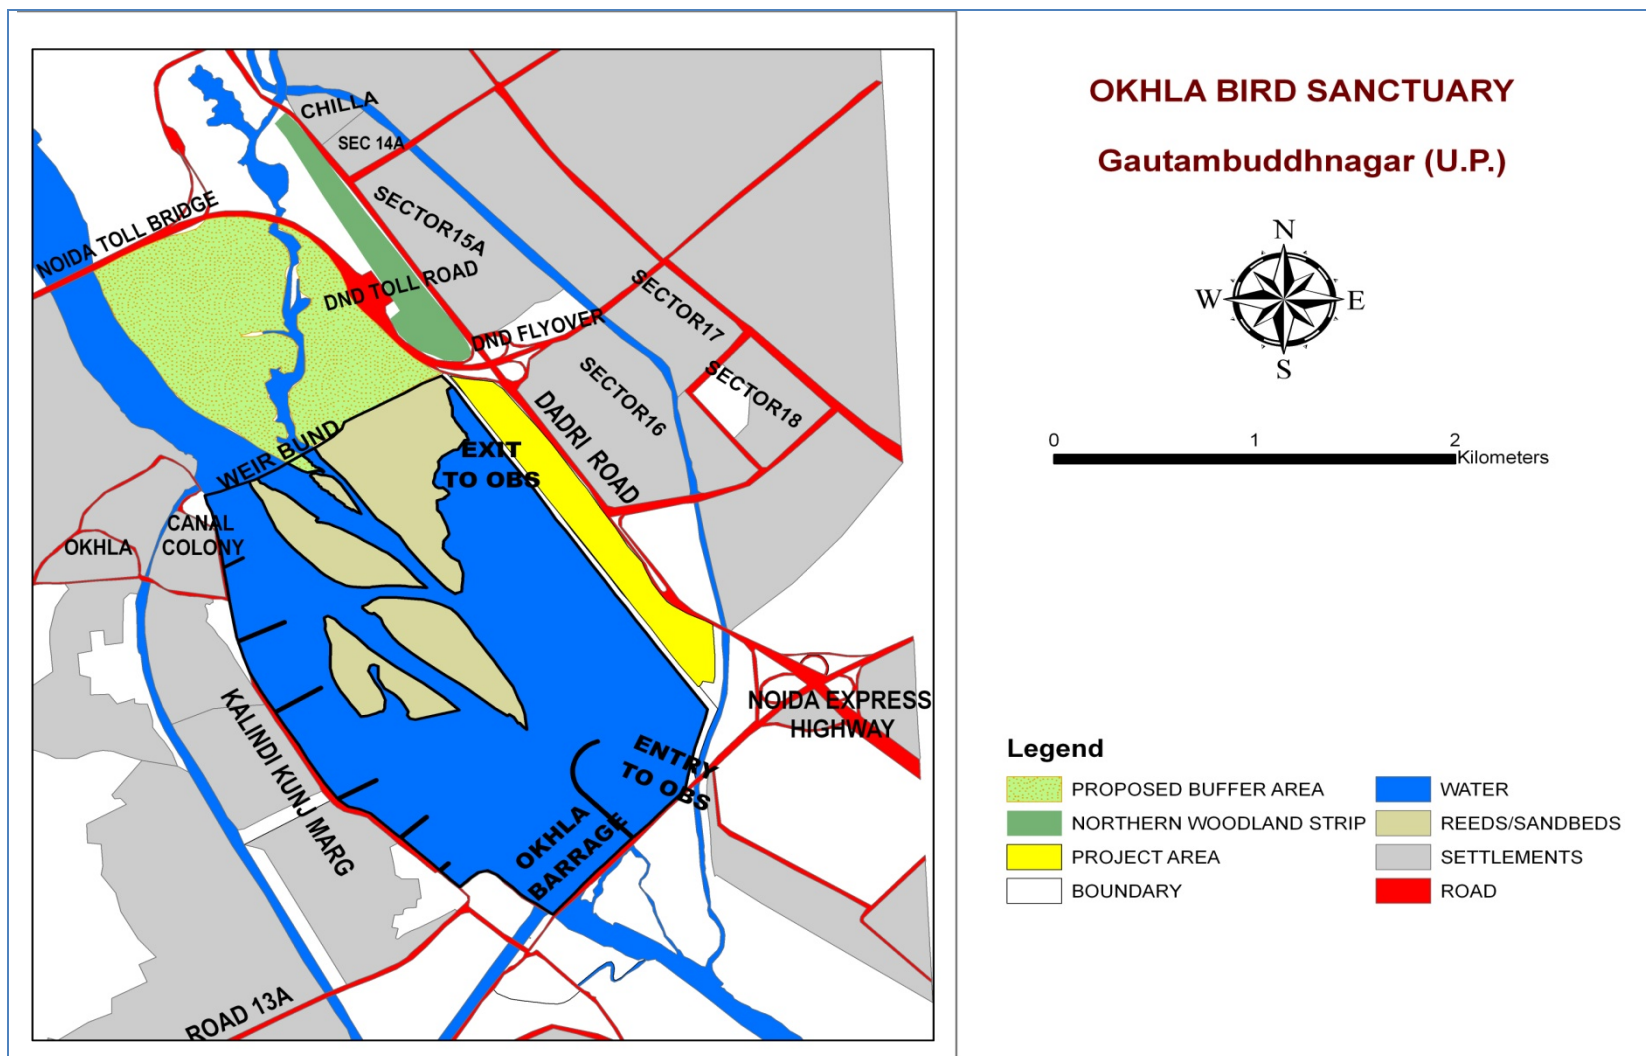 OKHLA BIRD SANCTUARY
Gautambuddhnagar (U.P.)
N
W
E
S
0
1
2
Kilometers
CHILLA
SEC 14A
SECTOR15A
NOIDA TOLL BRIDGE
DND TOLL ROAD
DND FLYOVER
SECTOR17
SECTOR18
SECTOR16
DADRI ROAD
WEIR BUND
EXIT
TO OBS
CANAL
COLONY
OKHLA
KALINDI KUNJ MARG
NOIDA EXPRESS
HIGHWAY
ENTRY
TO OBS
OKHLA
BARRAGE
ROAD 13A
Legend
PROPOSED BUFFER AREA
NORTHERN WOODLAND STRIP
PROJECT AREA
BOUNDARY
WATER
REEDS/SANDBEDS
SETTLEMENTS
ROAD